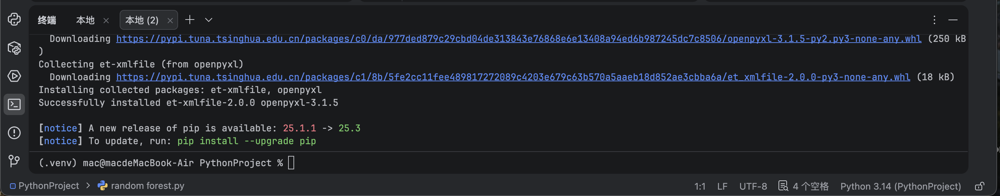 终端 本地 本地 (2)
Downloading https://pypi.tuna.tsinghua.edu.cn/packages/c0/da/977ded879c29cbd04de313843e76868e6e13408a94ed6b987245dc7c8506/openpyxl-3.1.5-py2.py3-none-any.whl (250 kB
)
Collecting et-xmlfile (from openpyxl)
Downloading https://pypi.tuna.tsinghua.edu.cn/packages/c1/8b/5fe2cc11fee489817272089c4203e679c63b570a5aaeb18d852ae3cbba6a/et_xmlfile-2.0.0-py3-none-any.whl (18 kB)
Installing collected packages: et-xmlfile, openpyxl
Successfully installed et-xmlfile-2.0.0 openpyxl-3.1.5
[notice] A new release of pip is available: 25.1.1 -> 25.3
[notice] To update, run: pip install --upgrade pip
(.venv) mac@macdeMacBook-Air PythonProject %
PythonProject > random forest.py 1:1 LF UTF-8 4 个空格 Python 3.14 (PythonProject)